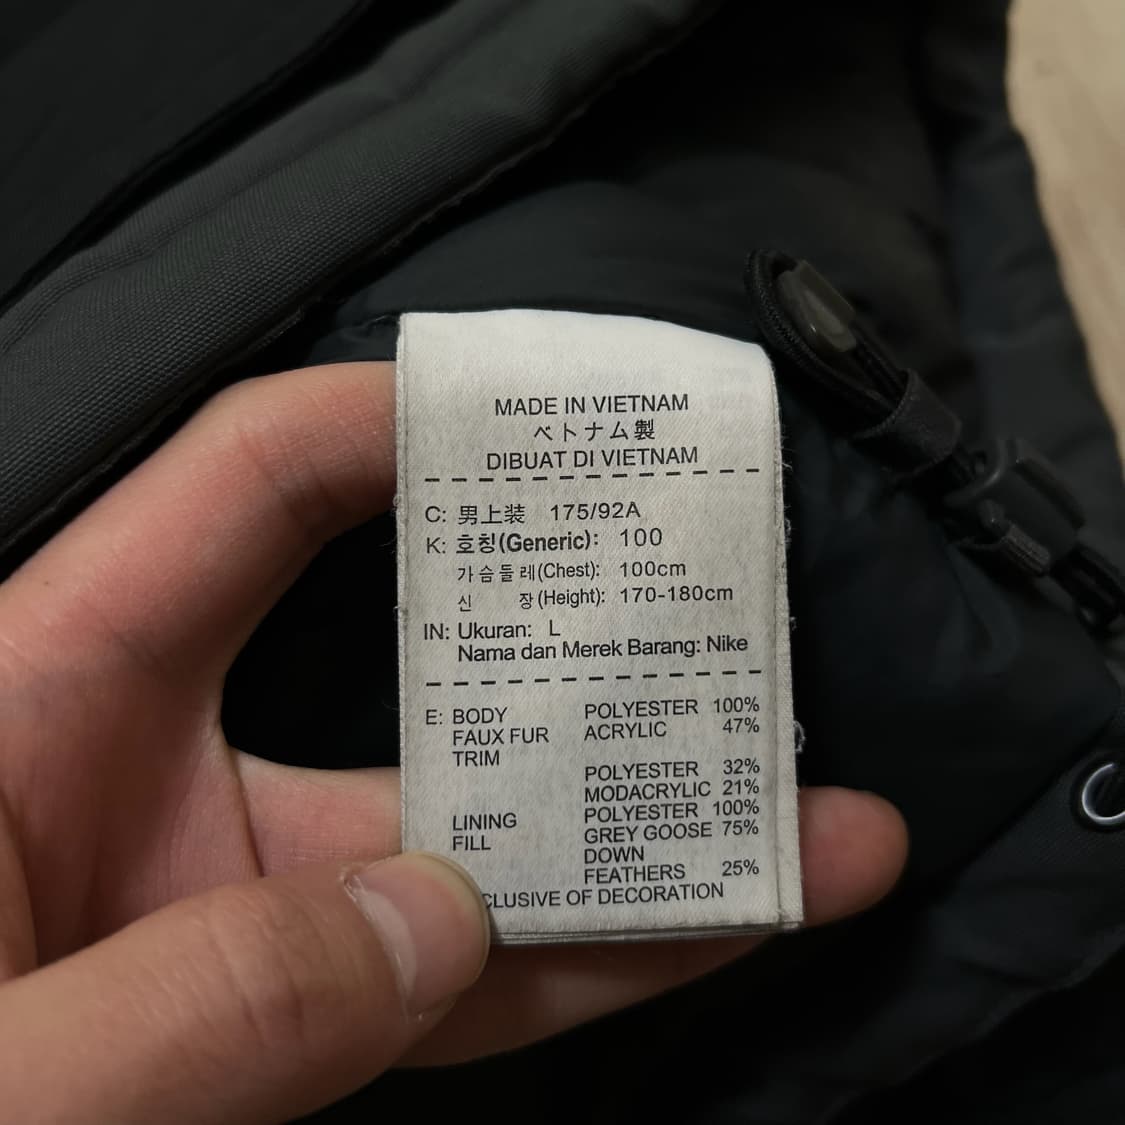 MADE IN VIETNAM
ベトナム製
DIBUAT DI VIETNAM
C: 男上装 175/92A
K: 호칭(Generic): 100
가슴둘레(Chest): 100cm
신 장(Height): 170-180cm
IN: Ukuran: L
Nama dan Merek Barang: Nike
E: BODY POLYESTER 100%
FAUX FUR ACRYLIC 47%
TRIM
POLYESTER 32%
MODACRYLIC 21%
LINING POLYESTER 100%
FILL GREY GOOSE 75%
DOWN
FEATHERS 25%
CLUSIVE OF DECORATION